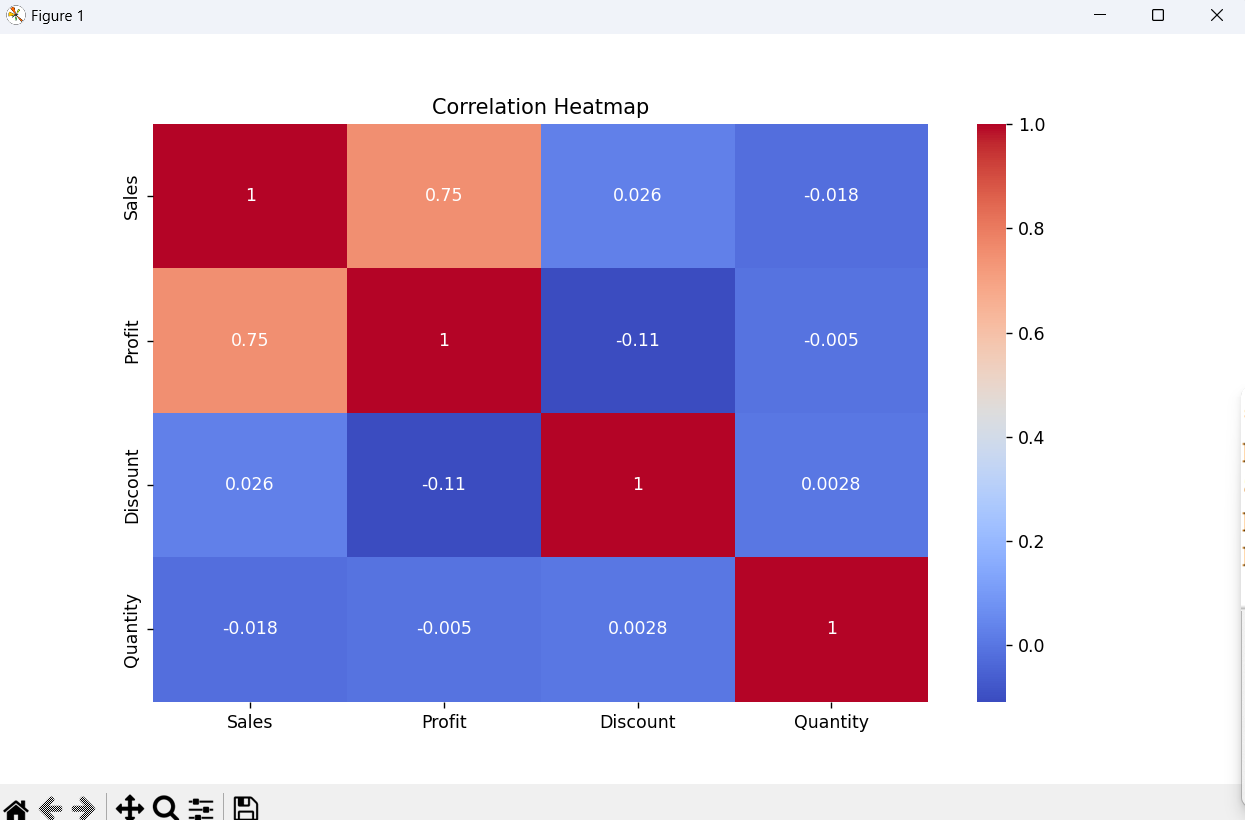 Figure 1
Correlation Heatmap
Sales 1 0.75 0.026 -0.018
Profit 0.75 1 -0.11 -0.005
Discount 0.026 -0.11 1 0.0028
Quantity -0.018 -0.005 0.0028 1
Sales Profit Discount Quantity
1.0
0.8
0.6
0.4
0.2
0.0